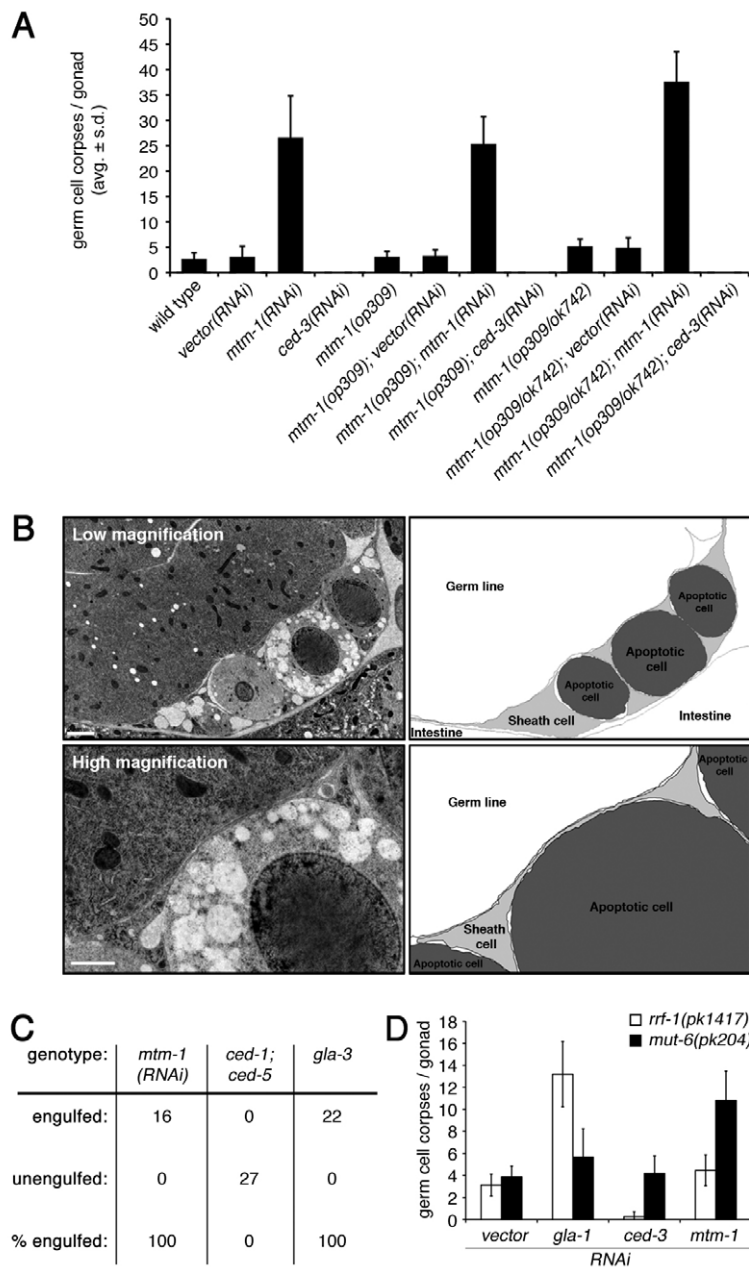 A
germ cell corpses / gonad
(avg. ± s.d.)
50
45
40
35
30
25
20
15
10
5
0
wild type
vector(RNAi)
mtm-1(RNAi)
ced-3(RNAi)
mtm-1(op309)
mtm-1(op309); vector(RNAi)
mtm-1(op309); mtm-1(RNAi)
mtm-1(op309); ced-3(RNAi)
mtm-1(op309/ok742)
mtm-1(op309/ok742); vector(RNAi)
mtm-1(op309/ok742); mtm-1(RNAi)
mtm-1(op309/ok742); ced-3(RNAi)
B
Low magnification
Germ line
Apoptotic cell
Apoptotic
cell
Apoptotic
cell
Sheath cell
Intestine
Intestine
High magnification
Apoptotic
cell
Germ line
Apoptotic cell
Sheath
cell
Apoptotic cell
C
genotype: mtm-1 ced-1; gla-3
(RNAi) ced-5
engulfed: 16 0 22
unengulfed: 0 27 0
% engulfed: 100 0 100
D
rrf-1(pk1417)
mut-6(pk204)
germ cell corpses / gonad
18
16
14
12
10
8
6
4
2
0
vector gla-1 ced-3 mtm-1
RNAi